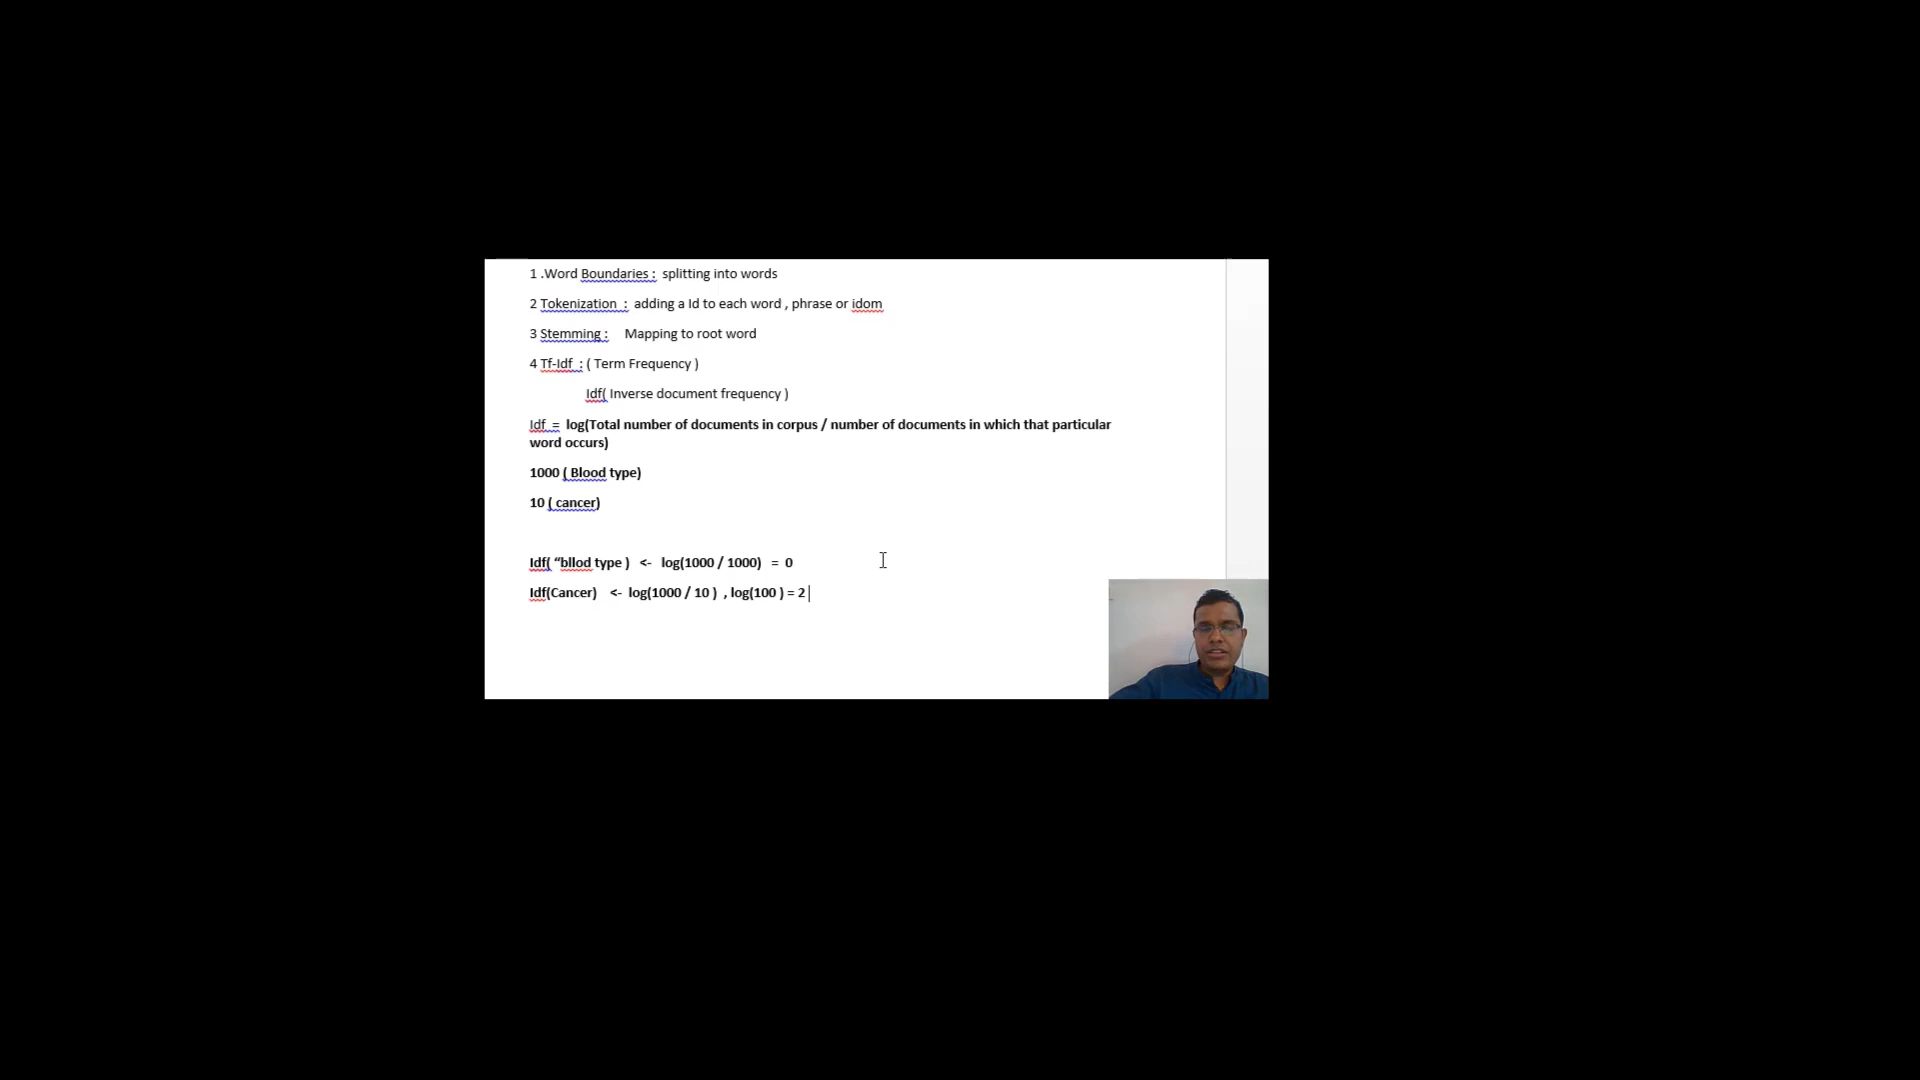 1 .Word Boundaries : splitting into words
2 Tokenization : adding a Id to each word , phrase or idom
3 Stemming : Mapping to root word
4 Tf-Idf : ( Term Frequency )
Idf( Inverse document frequency )
Idf = log(Total number of documents in corpus / number of documents in which that particular
word occurs)
1000 ( Blood type)
10 ( cancer)
Idf( “bllod type ) <- log(1000 / 1000) = 0
Idf(Cancer) <- log(1000 / 10 ) , log(100 ) = 2